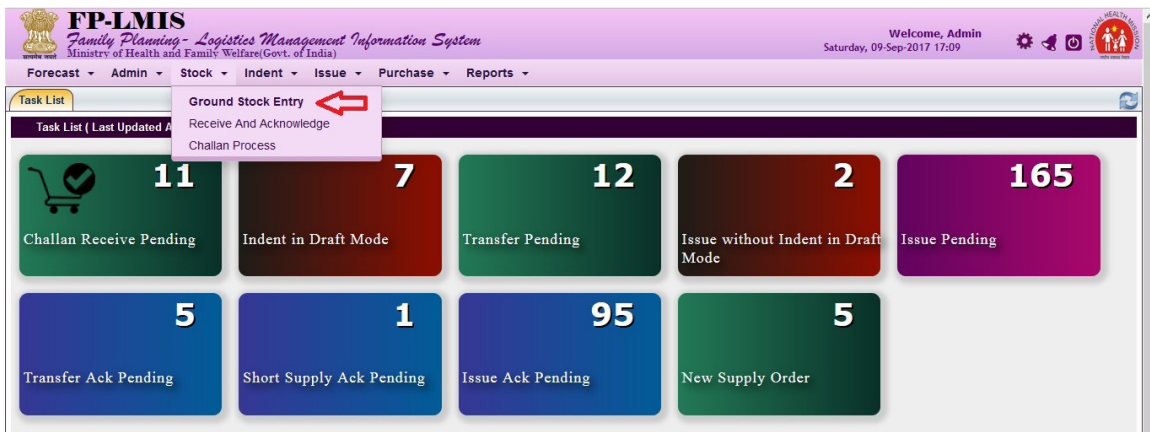 FP-LMIS
Family Planning - Logistics Management Information System
Ministry of Health and Family Welfare(Govt. of India)
Welcome, Admin
Saturday, 09-Sep-2017 17:09
Forecast Admin Stock Indent Issue Purchase Reports
Task List
Ground Stock Entry
Receive And Acknowledge
Challan Process
Task List ( Last Updated A
11
Challan Receive Pending
7
Indent in Draft Mode
12
Transfer Pending
2
Issue without Indent in Draft
Mode
165
Issue Pending
5
Transfer Ack Pending
1
Short Supply Ack Pending
95
Issue Ack Pending
5
New Supply Order